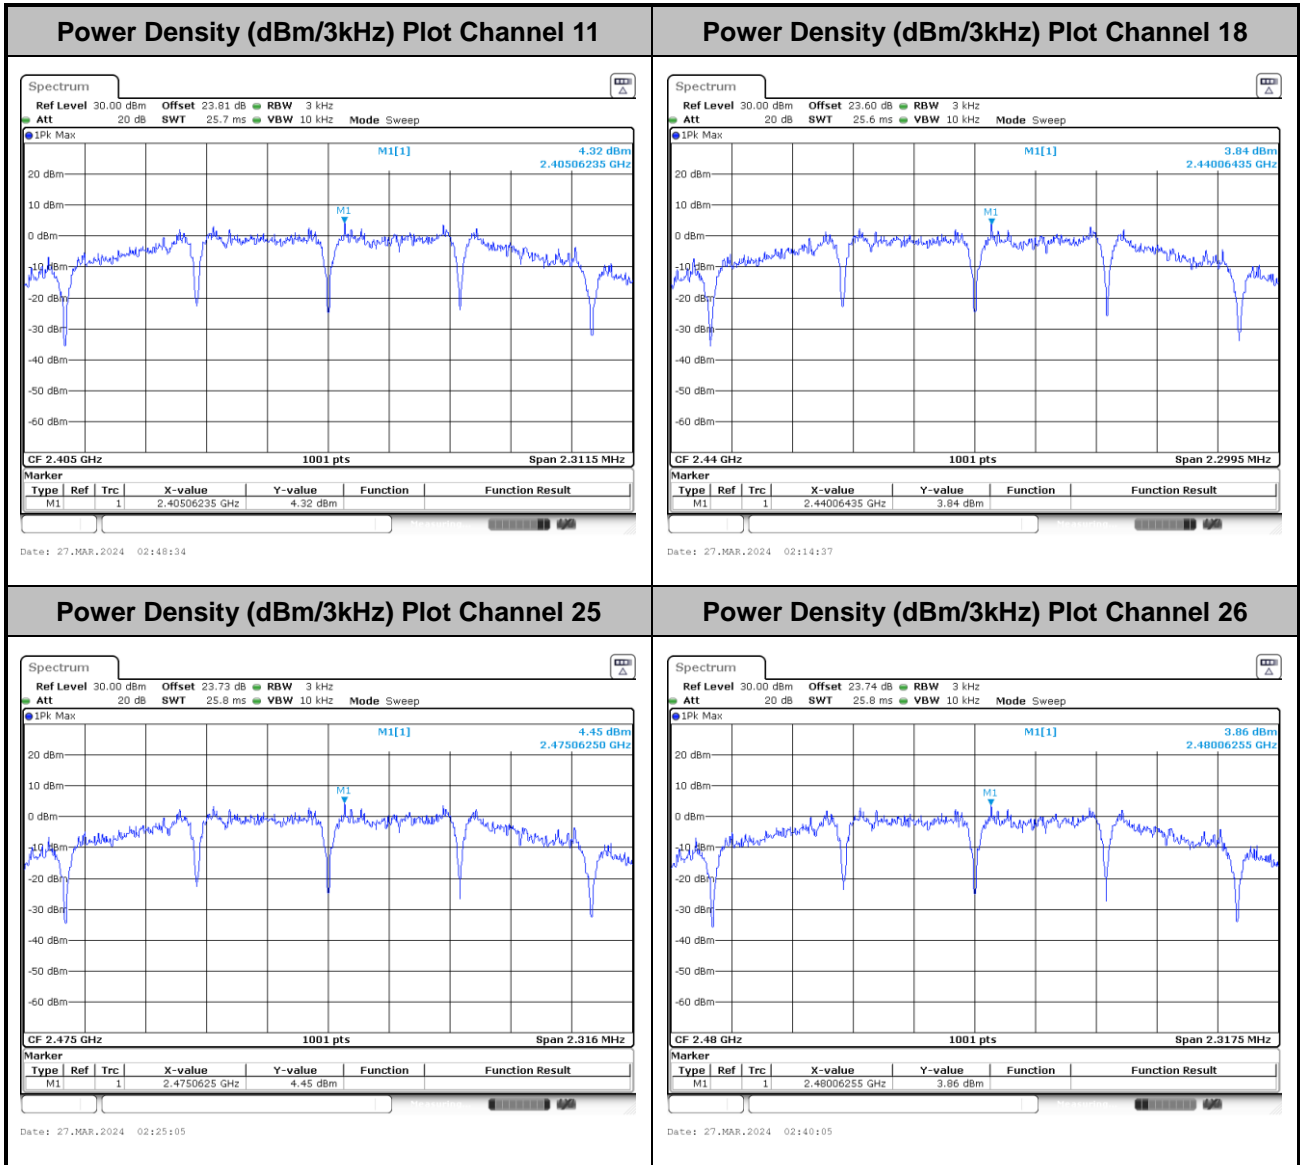 Power Density (dBm/3kHz) Plot Channel 11
Spectrum
Ref Level 30.00 dBm Offset 23.81 dB RBW 3 kHz
Att 20 dB SWT 25.7 ms VBW 10 kHz Mode Sweep
1Pk Max
M1[1] 4.32 dBm
2.40506235 GHz
20 dBm
10 dBm
M1
0 dBm
-10 dBm
-20 dBm
-30 dBm
-40 dBm
-50 dBm
-60 dBm
CF 2.405 GHz 1001 pts Span 2.3115 MHz
Marker
Type Ref Trc X-value Y-value Function Function Result
M1 1 2.40506235 GHz 4.32 dBm
Date: 27.MAR.2024 02:48:34
Power Density (dBm/3kHz) Plot Channel 18
Spectrum
Ref Level 30.00 dBm Offset 23.60 dB RBW 3 kHz
Att 20 dB SWT 25.6 ms VBW 10 kHz Mode Sweep
1Pk Max
M1[1] 3.84 dBm
2.44006435 GHz
20 dBm
10 dBm
M1
0 dBm
-10 dBm
-20 dBm
-30 dBm
-40 dBm
-50 dBm
-60 dBm
CF 2.44 GHz 1001 pts Span 2.2995 MHz
Marker
Type Ref Trc X-value Y-value Function Function Result
M1 1 2.44006435 GHz 3.84 dBm
Date: 27.MAR.2024 02:14:37
Power Density (dBm/3kHz) Plot Channel 25
Spectrum
Ref Level 30.00 dBm Offset 23.73 dB RBW 3 kHz
Att 20 dB SWT 25.8 ms VBW 10 kHz Mode Sweep
1Pk Max
M1[1] 4.45 dBm
2.47506250 GHz
20 dBm
10 dBm
M1
0 dBm
-10 dBm
-20 dBm
-30 dBm
-40 dBm
-50 dBm
-60 dBm
CF 2.475 GHz 1001 pts Span 2.316 MHz
Marker
Type Ref Trc X-value Y-value Function Function Result
M1 1 2.4750625 GHz 4.45 dBm
Date: 27.MAR.2024 02:25:05
Power Density (dBm/3kHz) Plot Channel 26
Spectrum
Ref Level 30.00 dBm Offset 23.74 dB RBW 3 kHz
Att 20 dB SWT 25.8 ms VBW 10 kHz Mode Sweep
1Pk Max
M1[1] 3.86 dBm
2.48006255 GHz
20 dBm
10 dBm
M1
0 dBm
-10 dBm
-20 dBm
-30 dBm
-40 dBm
-50 dBm
-60 dBm
CF 2.48 GHz 1001 pts Span 2.3175 MHz
Marker
Type Ref Trc X-value Y-value Function Function Result
M1 1 2.48006255 GHz 3.86 dBm
Date: 27.MAR.2024 02:40:05